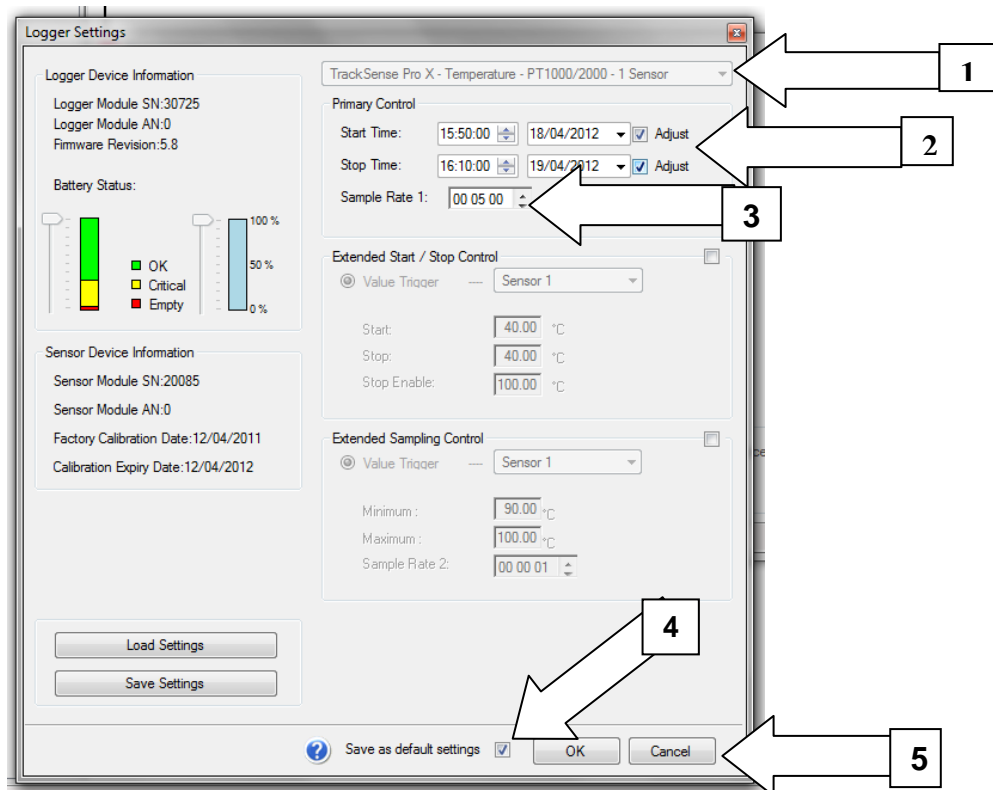 Logger Settings
Logger Device Information
Logger Module SN:30725
Logger Module AN:0
Firmware Revision:5.8
Battery Status:
100 %
50 %
0 %
OK
Critical
Empty
Sensor Device Information
Sensor Module SN:20085
Sensor Module AN:0
Factory Calibration Date:12/04/2011
Calibration Expiry Date:12/04/2012
Load Settings
Save Settings
TrackSense Pro X - Temperature - PT1000/2000 - 1 Sensor
1
Primary Control
Start Time: 15:50:00 18/04/2012 Adjust
2
Stop Time: 16:10:00 19/04/2012 Adjust
Sample Rate 1: 00 05 00
3
Extended Start / Stop Control
Value Trigger ---- Sensor 1
Start: 40.00 °C
Stop: 40.00 °C
Stop Enable: 100.00 °C
Extended Sampling Control
Value Trigger ---- Sensor 1
Minimum : 90.00 °C
Maximum : 100.00 °C
Sample Rate 2: 00 00 01
ce
4
Save as default settings OK Cancel
5